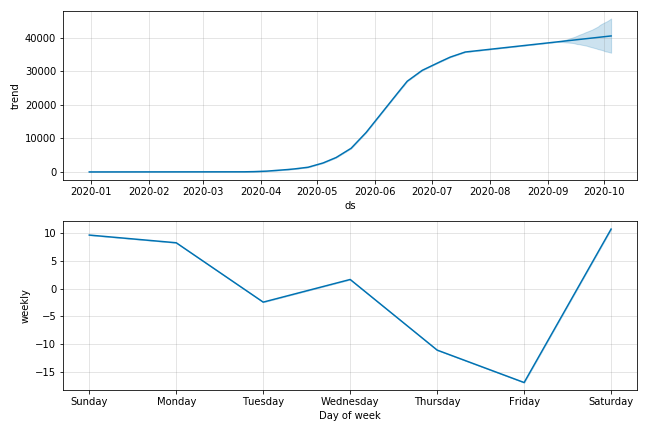 40000
30000
20000
10000
0
trend
2020-01 2020-02 2020-03 2020-04 2020-05 2020-06 2020-07 2020-08 2020-09 2020-10
ds
10
5
0
−5
−10
−15
weekly
Sunday Monday Tuesday Wednesday Thursday Friday Saturday
Day of week